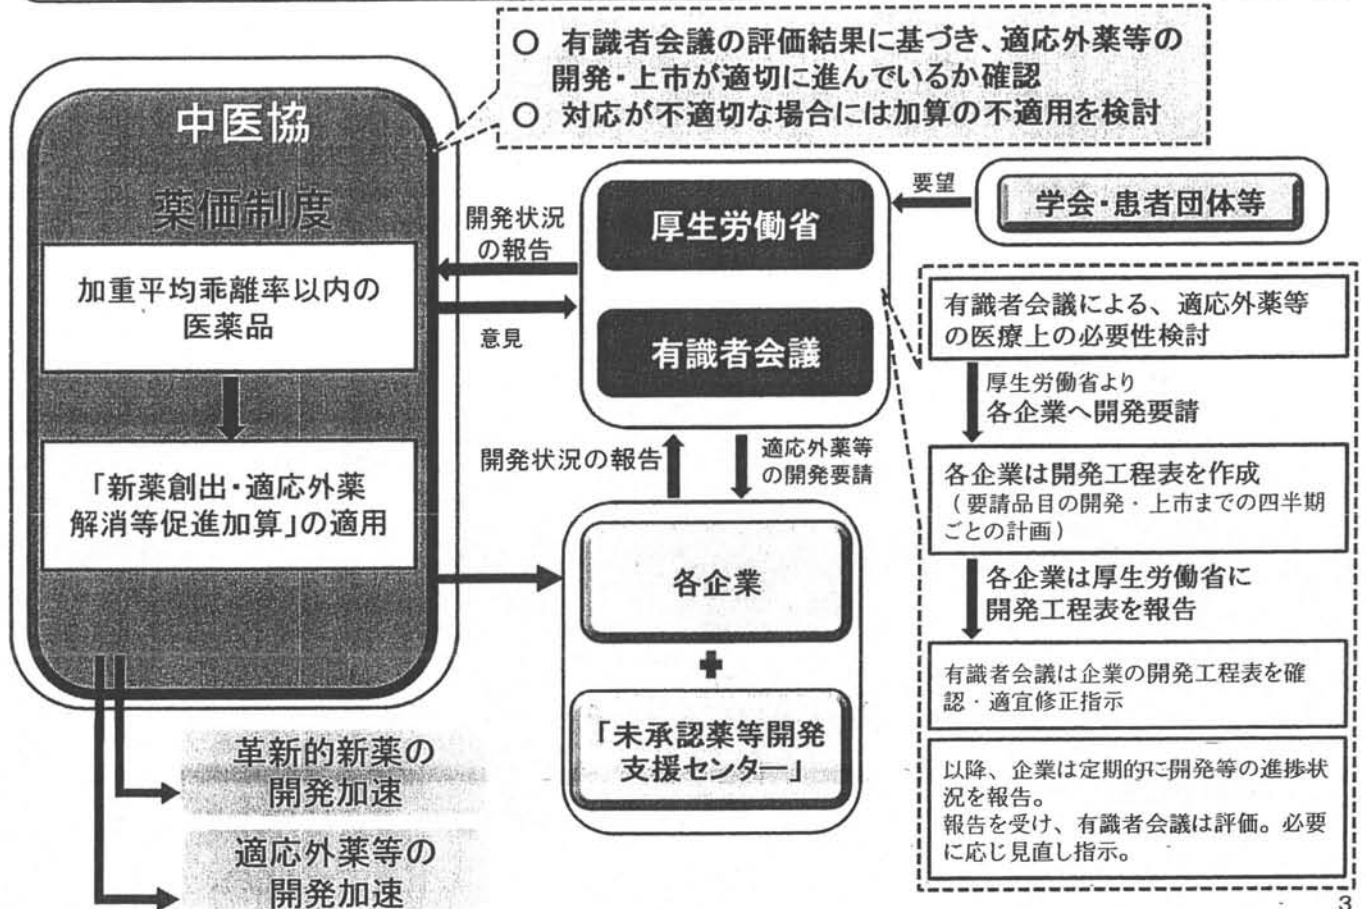 ○ 有識者会議の評価結果に基づき、適応外薬等の
開発・上市が適切に進んでいるか確認
○ 対応が不適切な場合には加算の不適用を検討
中医協
薬価制度
加重平均乖離率以内の
医薬品
「新薬創出・適応外薬
解消等促進加算」の適用
開発状況
の報告
意見
厚生労働省
有識者会議
要望
学会・患者団体等
開発状況の報告
適応外薬等
の開発要請
各企業
+
「未承認薬等開発
支援センター」
革新的新薬の
開発加速
適応外薬等の
開発加速
有識者会議による、適応外薬等
の医療上の必要性検討
厚生労働省より
各企業へ開発要請
各企業は開発工程表を作成
(要請品目の開発・上市までの四半期
ごとの計画)
各企業は厚生労働省に
開発工程表を報告
有識者会議は企業の開発工程表を確
認・適宜修正指示
以降、企業は定期的に開発等の進捗状
況を報告。
報告を受け、有識者会議は評価。必要
に応じ見直し指示。
3